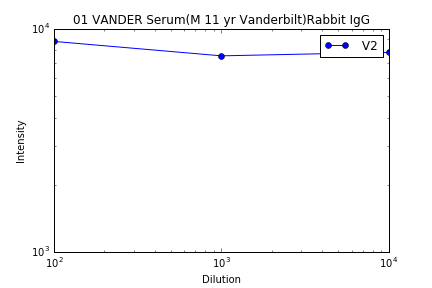 01 VANDER Serum(M 11 yr Vanderbilt)Rabbit IgG
10^4
V2
Intensity
10^3
10^2 10^3 10^4
Dilution